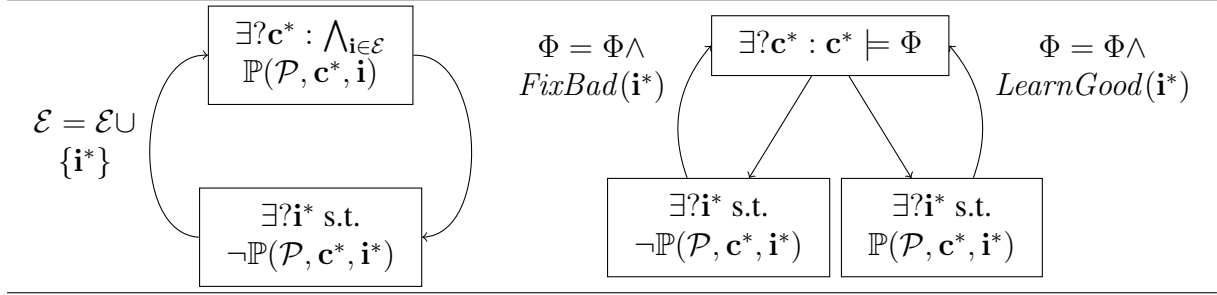 ∃?c* : ⋀_{i∈ℰ}
ℙ(𝒫, c*, i)
ℰ = ℰ∪
{i*}
∃?i* s.t.
¬ℙ(𝒫, c*, i*)
∃?c* : c* ⊨ Φ
Φ = Φ∧
FixBad(i*)
Φ = Φ∧
LearnGood(i*)
∃?i* s.t.
¬ℙ(𝒫, c*, i*)
∃?i* s.t.
ℙ(𝒫, c*, i*)